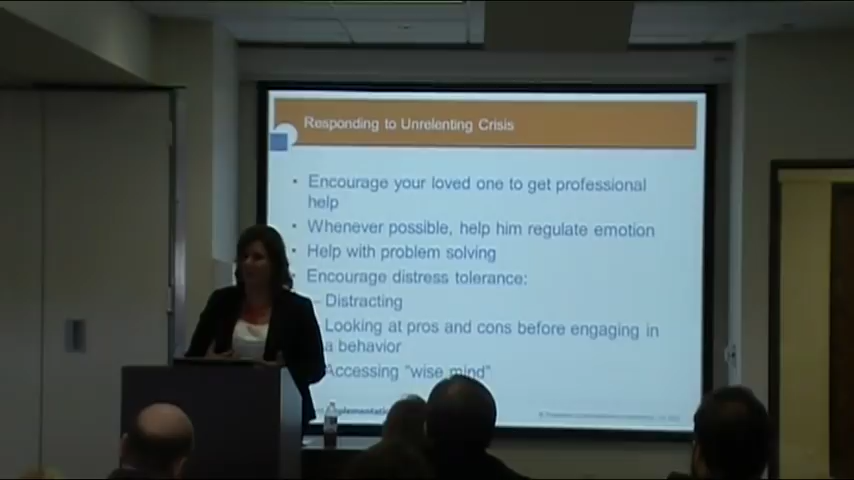 Responding to Unrelenting Crisis
• Encourage your loved one to get professional
help
• Whenever possible, help him regulate emotion
• Help with problem solving
• Encourage distress tolerance:
– Distracting
Looking at pros and cons before engaging in
a behavior
Accessing "wise mind"